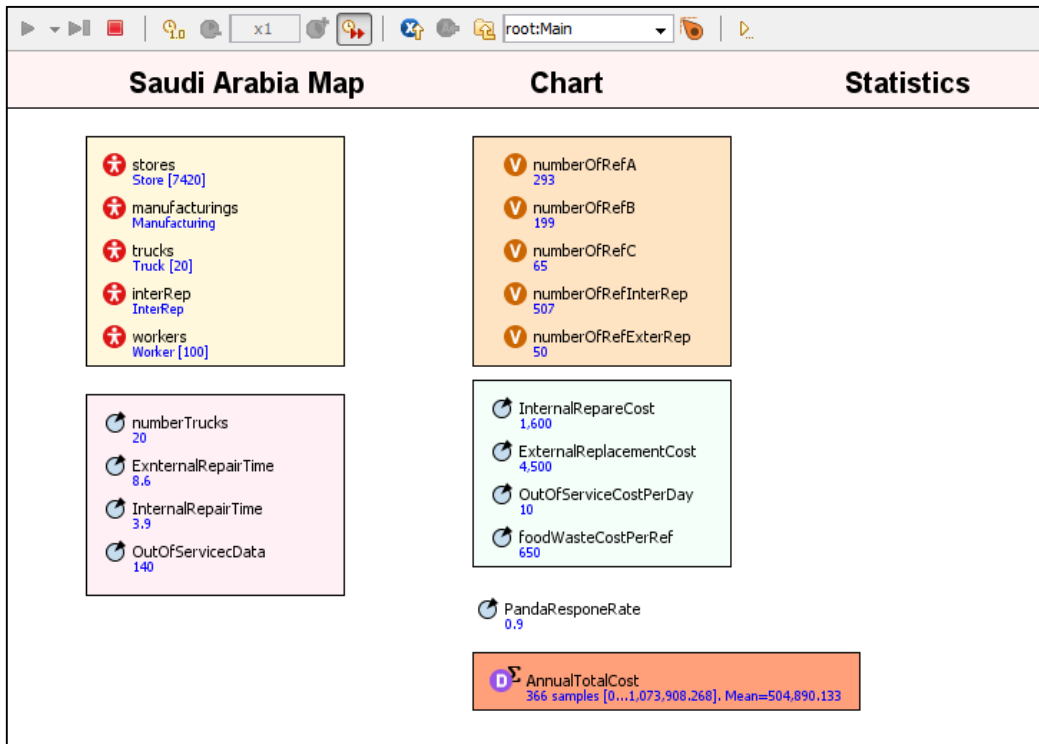 x1
root:Main
Saudi Arabia Map Chart Statistics
stores
Store [7420]
manufacturings
Manufacturing
trucks
Truck [20]
interRep
InterRep
workers
Worker [100]
numberTrucks
20
ExnternalRepairTime
8.6
InternalRepairTime
3.9
OutOfServicecData
140
numberOfRefA
293
numberOfRefB
199
numberOfRefC
65
numberOfRefInterRep
507
numberOfRefExterRep
50
InternalRepareCost
1,600
ExternalReplacementCost
4,500
OutOfServiceCostPerDay
10
foodWasteCostPerRef
650
PandaResponeRate
0.9
AnnualTotalCost
366 samples [0...1,073,908.268]. Mean=504,890.133